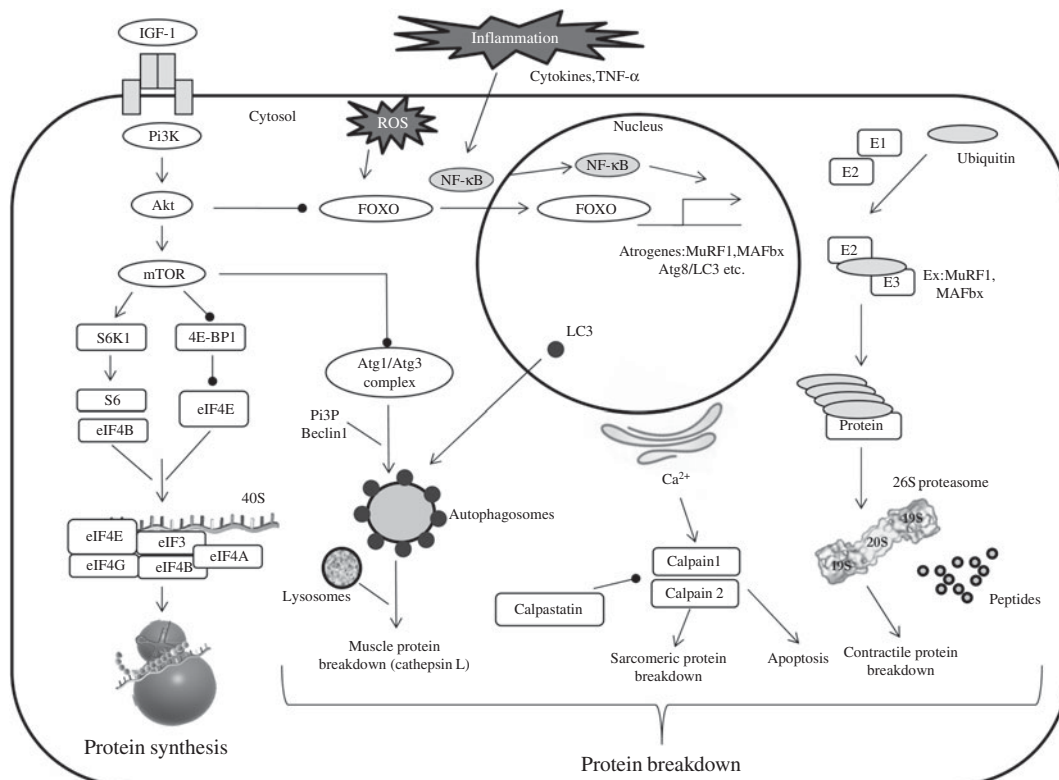 IGF-1
Inflammation
Cytokines,TNF-α
Cytosol
ROS
Nucleus
Pi3K
E1
E2
Ubiquitin
NF-κB
NF-κB
Akt
FOXO
FOXO
Atrogenes:MuRF1,MAFbx
Atg8/LC3 etc.
E2
E3
Ex:MuRF1,
MAFbx
mTOR
S6K1
4E-BP1
LC3
Atg1/Atg3
complex
S6
eIF4B
eIF4E
Pi3P
Beclin1
Protein
Ca²⁺
26S proteasome
40S
Autophagosomes
19S
20S
19S
eIF4E
eIF3
eIF4A
eIF4G
eIF4B
Calpain1
Calpain 2
Lysosomes
Calpastatin
Peptides
Muscle protein
breakdown (cathepsin L)
Sarcomeric protein
breakdown
Apoptosis
Contractile protein
breakdown
Protein synthesis
Protein breakdown